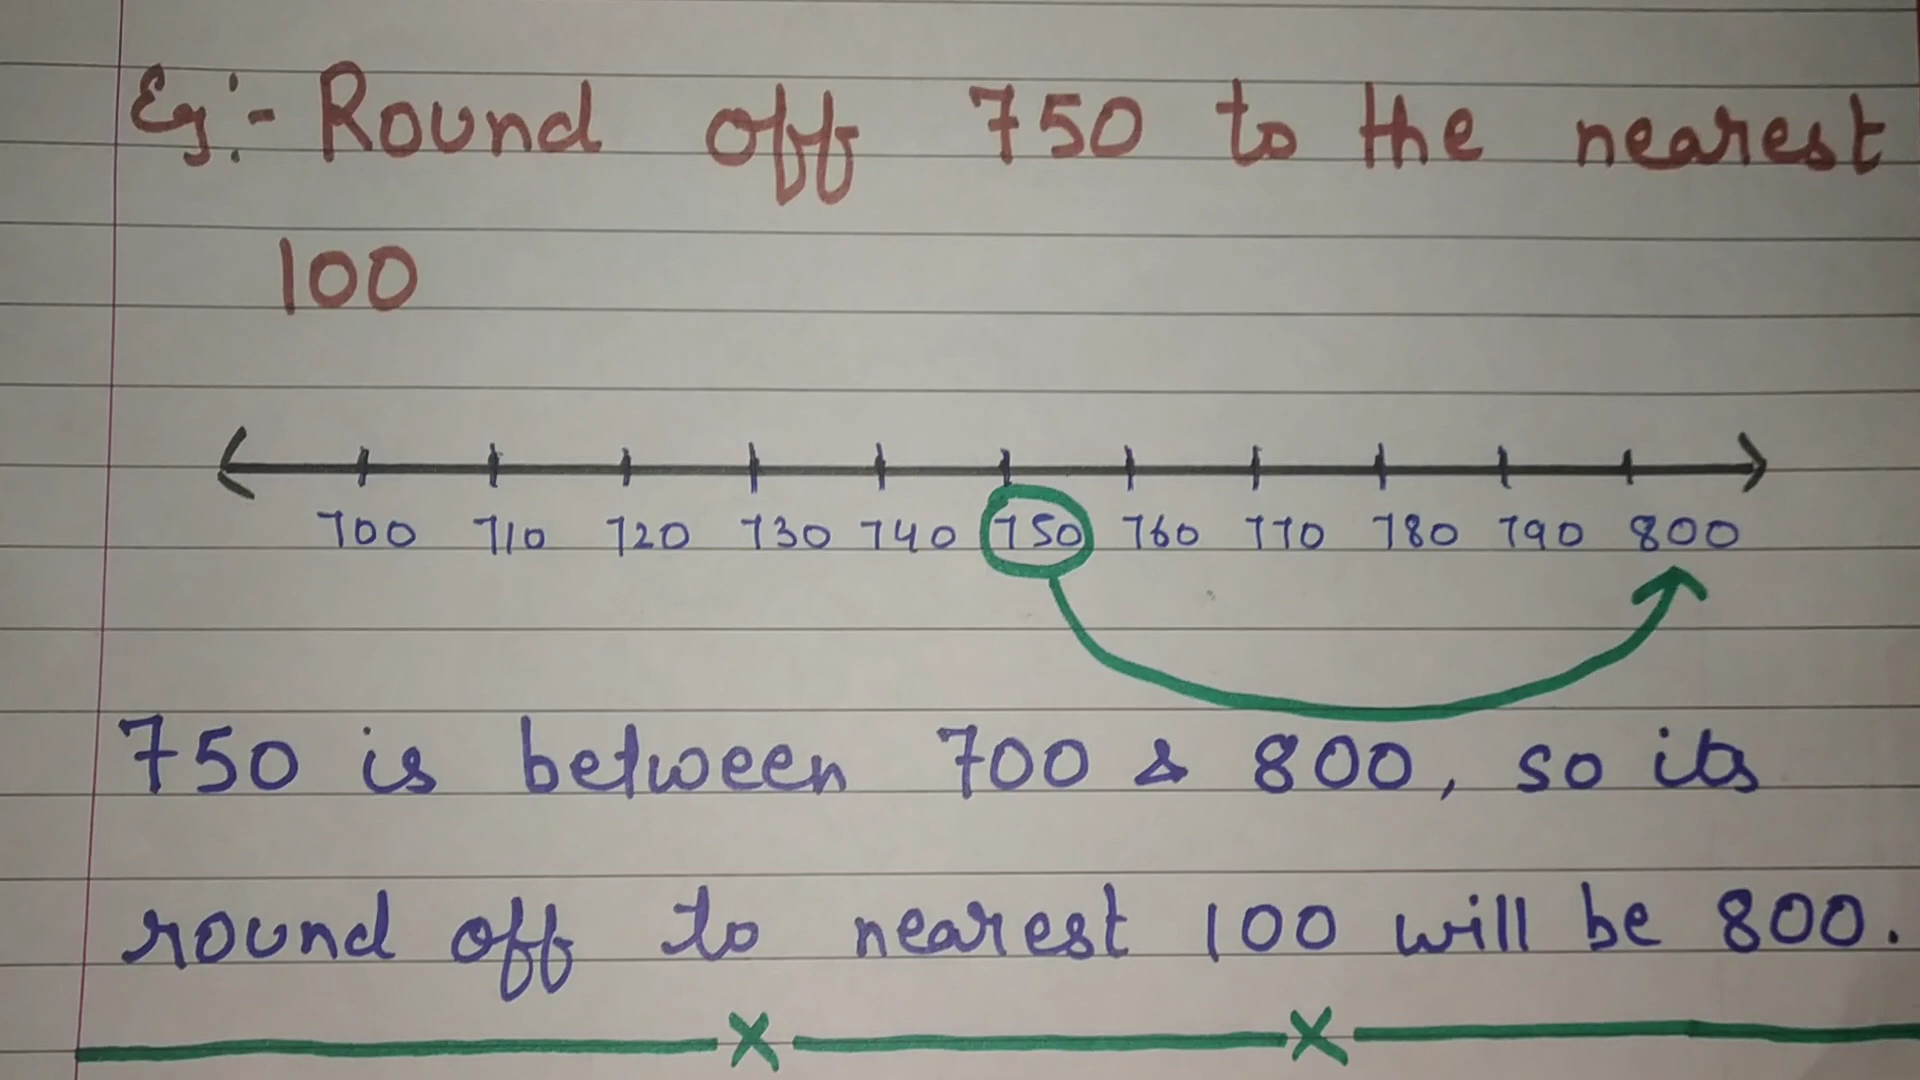 Eg:- Round off 750 to the nearest
100
700 710 720 730 740 750 760 770 780 790 800
750 is between 700 & 800, so its
round off to nearest 100 will be 800.